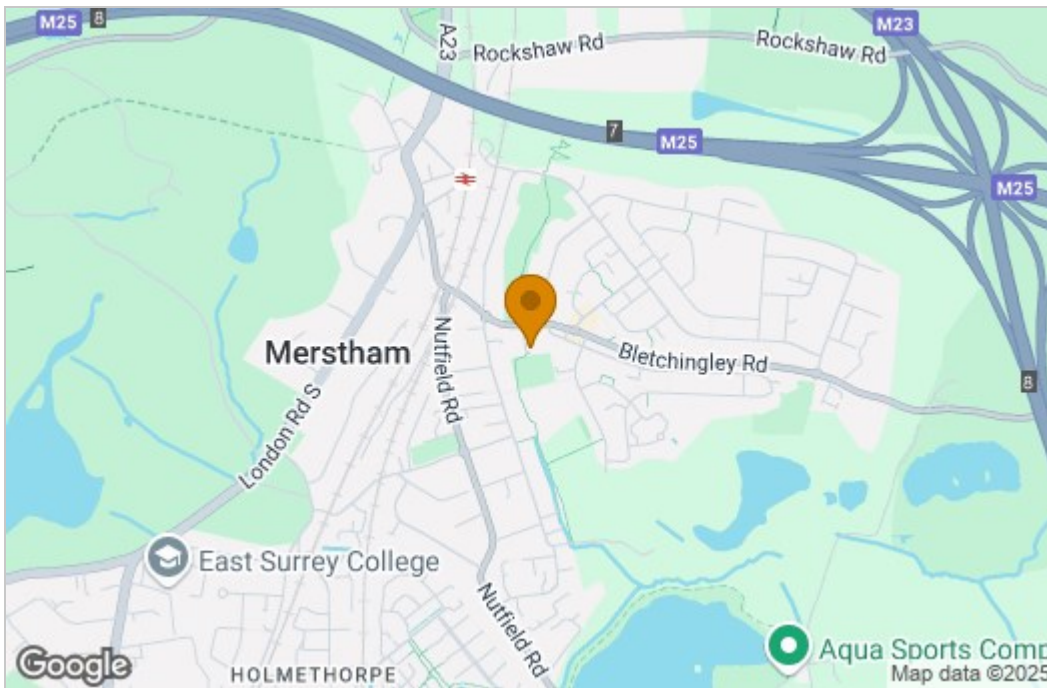 M25
8
A23
Rockshaw Rd
Rockshaw Rd
M23
7
M25
M25
Merstham
Nutfield Rd
Bletchingley Rd
London Rd S
8
East Surrey College
Nutfield Rd
Aqua Sports Comp
HOLMETHORPE
Google
Map data ©2025